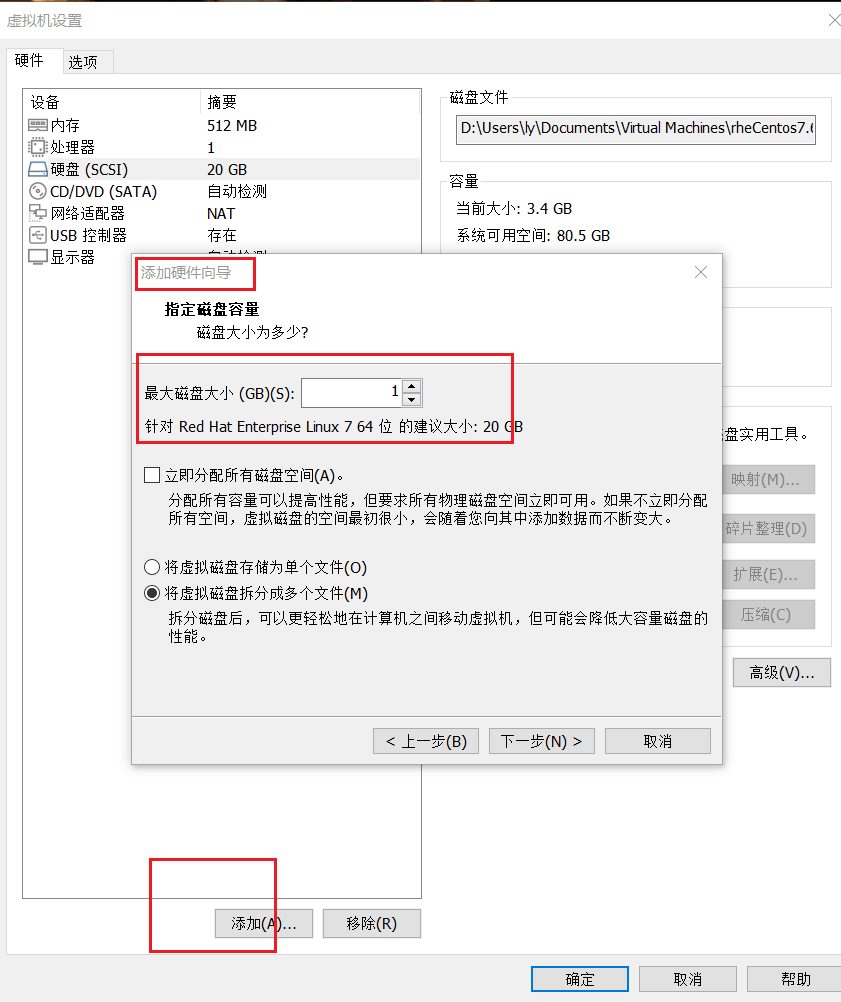 虚拟机设置
硬件 选项
设备 摘要
内存 512 MB
处理器 1
硬盘 (SCSI) 20 GB
CD/DVD (SATA) 自动检测
网络适配器 NAT
USB 控制器 存在
显示器 自动检测
磁盘文件
D:\Users\ly\Documents\Virtual Machines\rheCentos7.6
容量
当前大小: 3.4 GB
系统可用空间: 80.5 GB
添加硬件向导
指定磁盘容量
磁盘大小为多少?
最大磁盘大小 (GB)(S): 1
针对 Red Hat Enterprise Linux 7 64 位 的建议大小: 20 GB
立即分配所有磁盘空间(A)。
分配所有容量可以提高性能，但要求所有物理磁盘空间立即可用。如果不立即分配
所有空间，虚拟磁盘的空间最初很小，会随着您向其中添加数据而不断变大。
将虚拟磁盘存储为单个文件(O)
将虚拟磁盘拆分成多个文件(M)
拆分磁盘后，可以更轻松地在计算机之间移动虚拟机，但可能会降低大容量磁盘的
性能。
< 上一步(B) 下一步(N) > 取消
盘实用工具。
映射(M)...
碎片整理(D)
扩展(E)...
压缩(C)
高级(V)...
添加(A)... 移除(R)
确定 取消 帮助